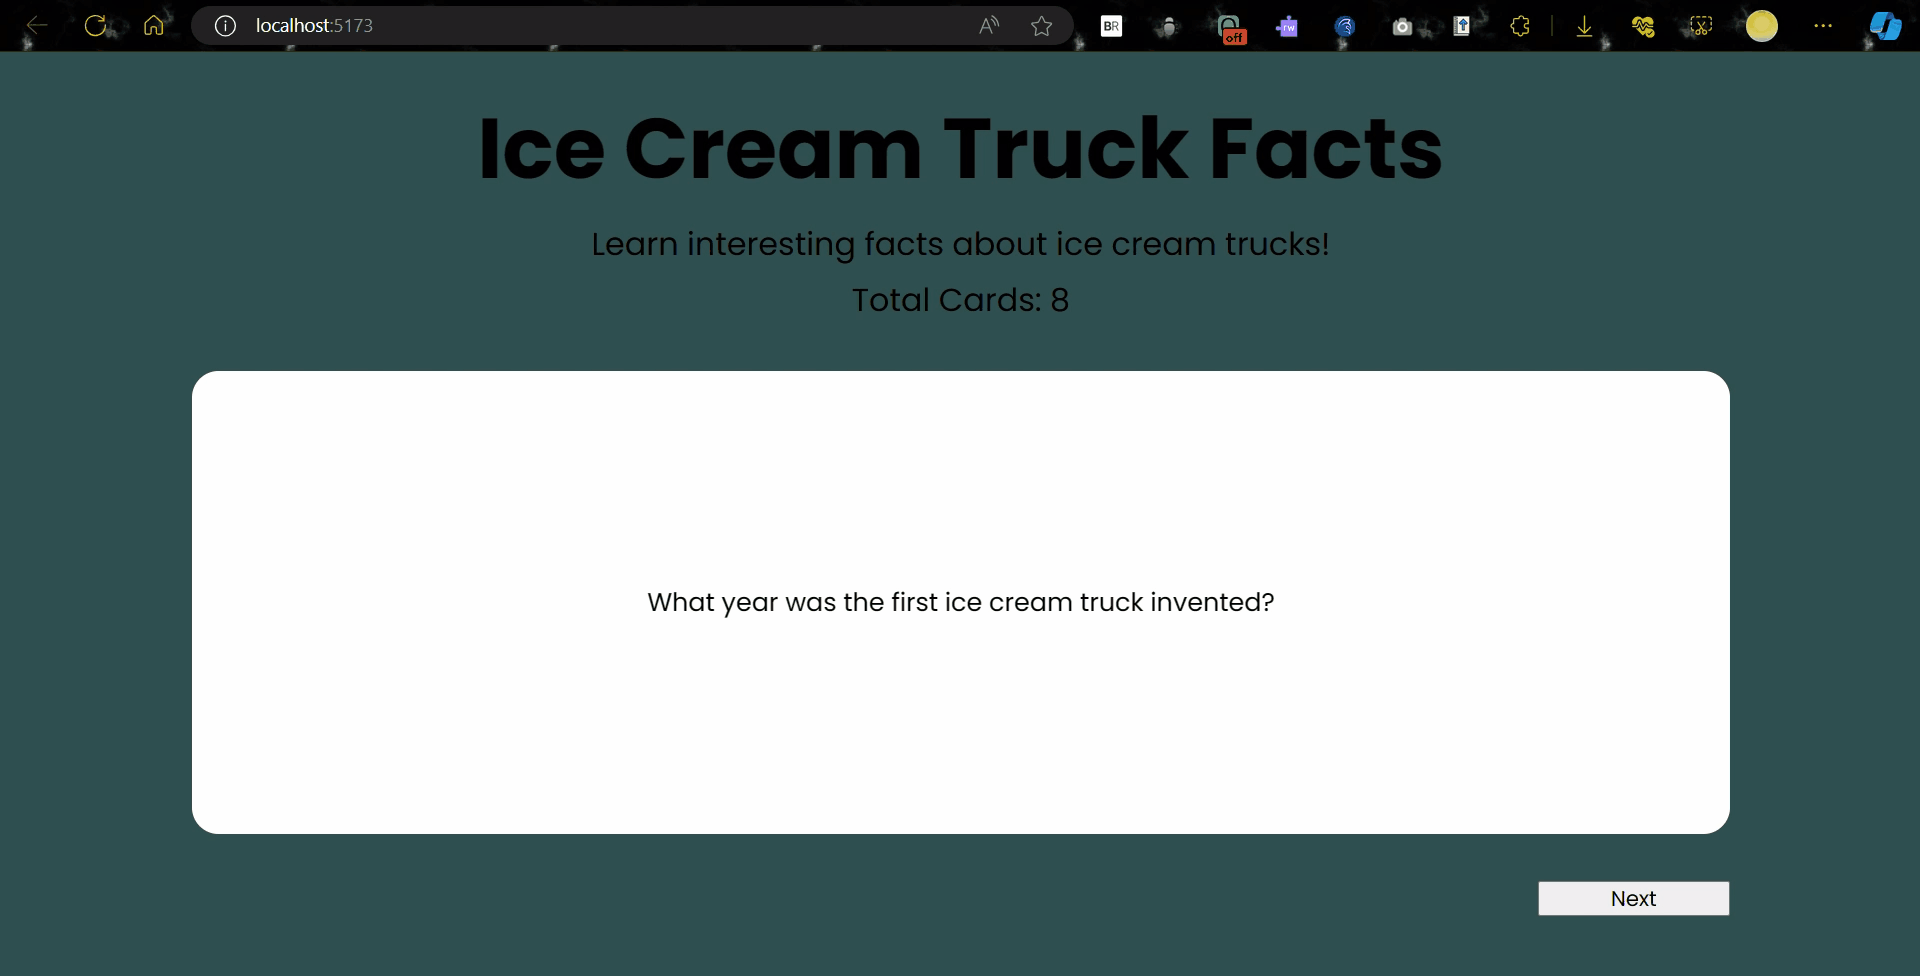 localhost:5173
A
BR
off
rw
Ice Cream Truck Facts
Learn interesting facts about ice cream trucks!
Total Cards: 8
What year was the first ice cream truck invented?
Next